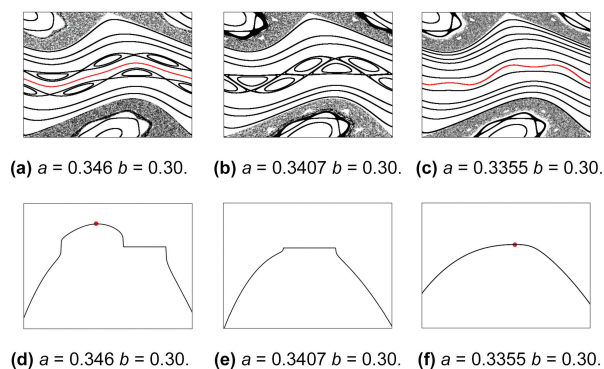 (a) a = 0.346 b = 0.30. (b) a = 0.3407 b = 0.30. (c) a = 0.3355 b = 0.30.
(d) a = 0.346 b = 0.30. (e) a = 0.3407 b = 0.30. (f) a = 0.3355 b = 0.30.